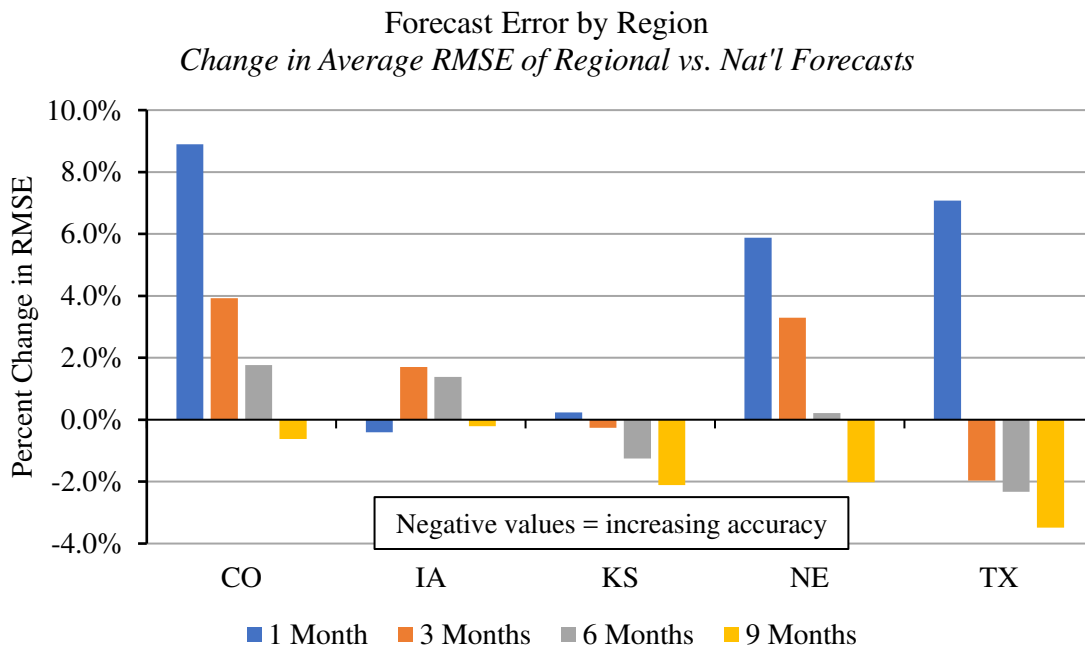 Forecast Error by Region
Change in Average RMSE of Regional vs. Nat'l Forecasts
Percent Change in RMSE
10.0%
8.0%
6.0%
4.0%
2.0%
0.0%
-2.0%
-4.0%
Negative values = increasing accuracy
CO IA KS NE TX
1 Month 3 Months 6 Months 9 Months